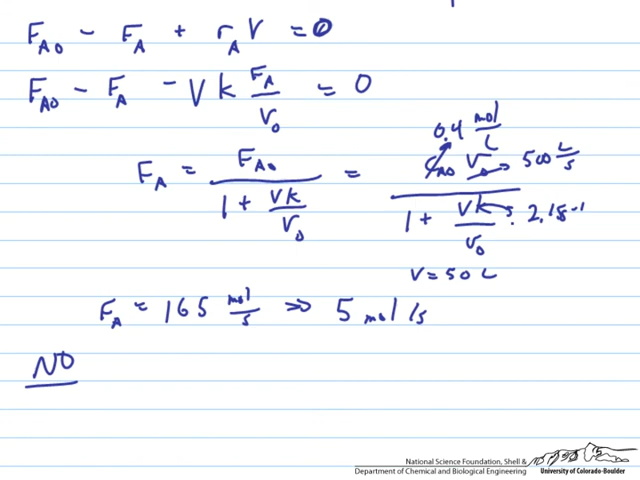 F_A0 - F_A + r_A V = 0
F_A0 - F_A - V k F_A/V_0 = 0
0.4 mol/L
F_A = F_A0 / (1 + Vk/V_0) = C_A0 V_0 / (1 + Vk/V_0)
500 L/s
2.1 s^-1
V = 50 L
F_A = 165 mol/s ⇒ 5 mol/s
NO
National Science Foundation, Shell &
Department of Chemical and Biological Engineering
University of Colorado-Boulder